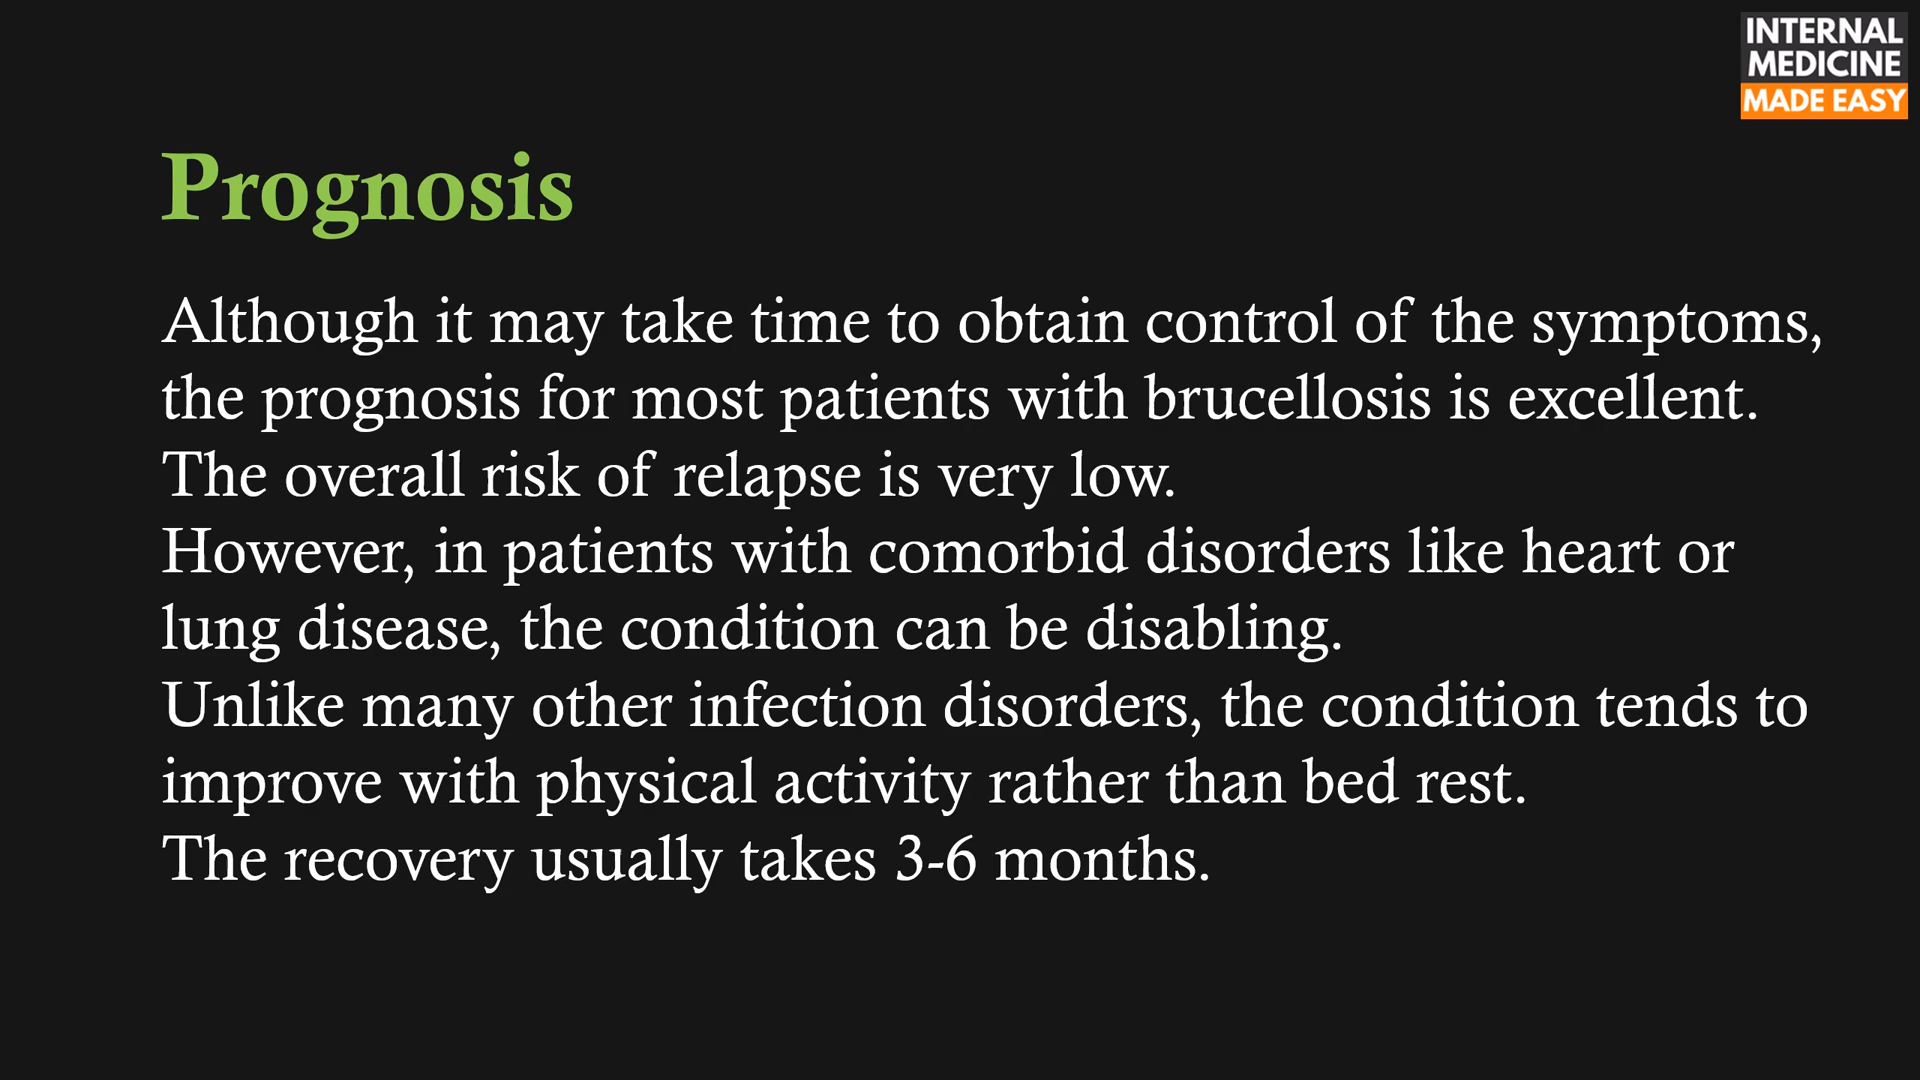 INTERNAL
MEDICINE
MADE EASY
Prognosis
Although it may take time to obtain control of the symptoms,
the prognosis for most patients with brucellosis is excellent.
The overall risk of relapse is very low.
However, in patients with comorbid disorders like heart or
lung disease, the condition can be disabling.
Unlike many other infection disorders, the condition tends to
improve with physical activity rather than bed rest.
The recovery usually takes 3-6 months.